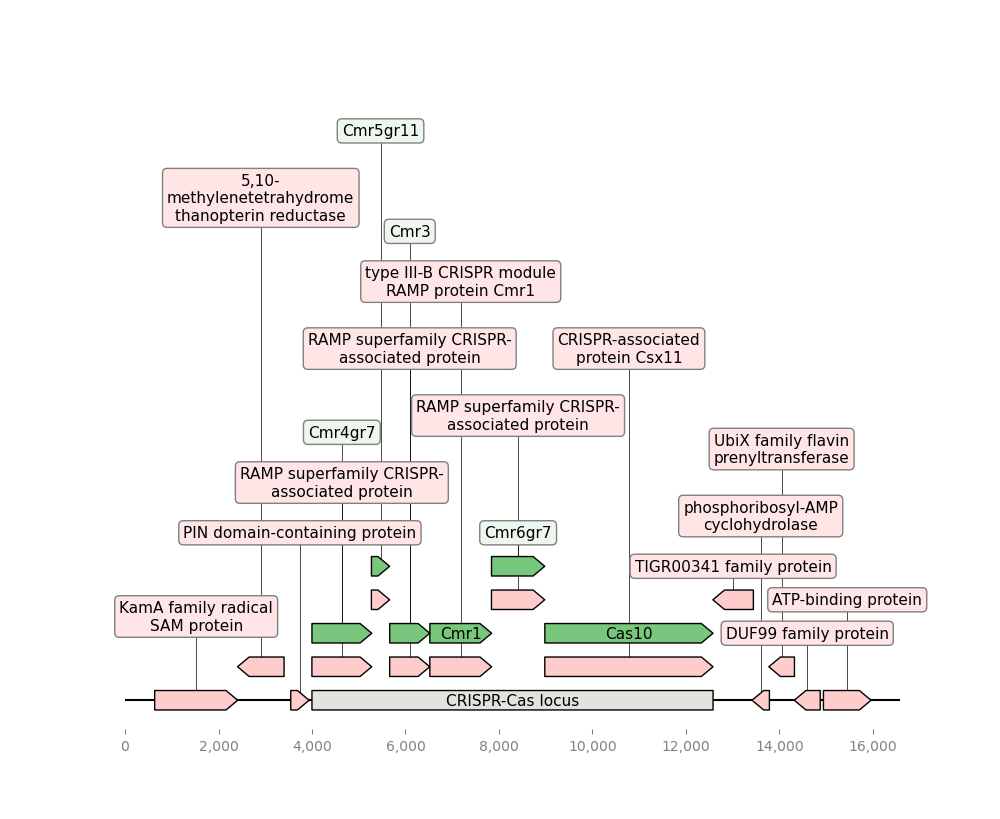 Cmr5gr11
5,10-
methylenetetrahydrome
thanopterin reductase
Cmr3
type III-B CRISPR module
RAMP protein Cmr1
RAMP superfamily CRISPR-
associated protein
CRISPR-associated
protein Csx11
RAMP superfamily CRISPR-
associated protein
Cmr4gr7
UbiX family flavin
prenyltransferase
RAMP superfamily CRISPR-
associated protein
phosphoribosyl-AMP
cyclohydrolase
PIN domain-containing protein
Cmr6gr7
TIGR00341 family protein
KamA family radical
SAM protein
ATP-binding protein
Cmr1
Cas10
DUF99 family protein
CRISPR-Cas locus
0 2,000 4,000 6,000 8,000 10,000 12,000 14,000 16,000